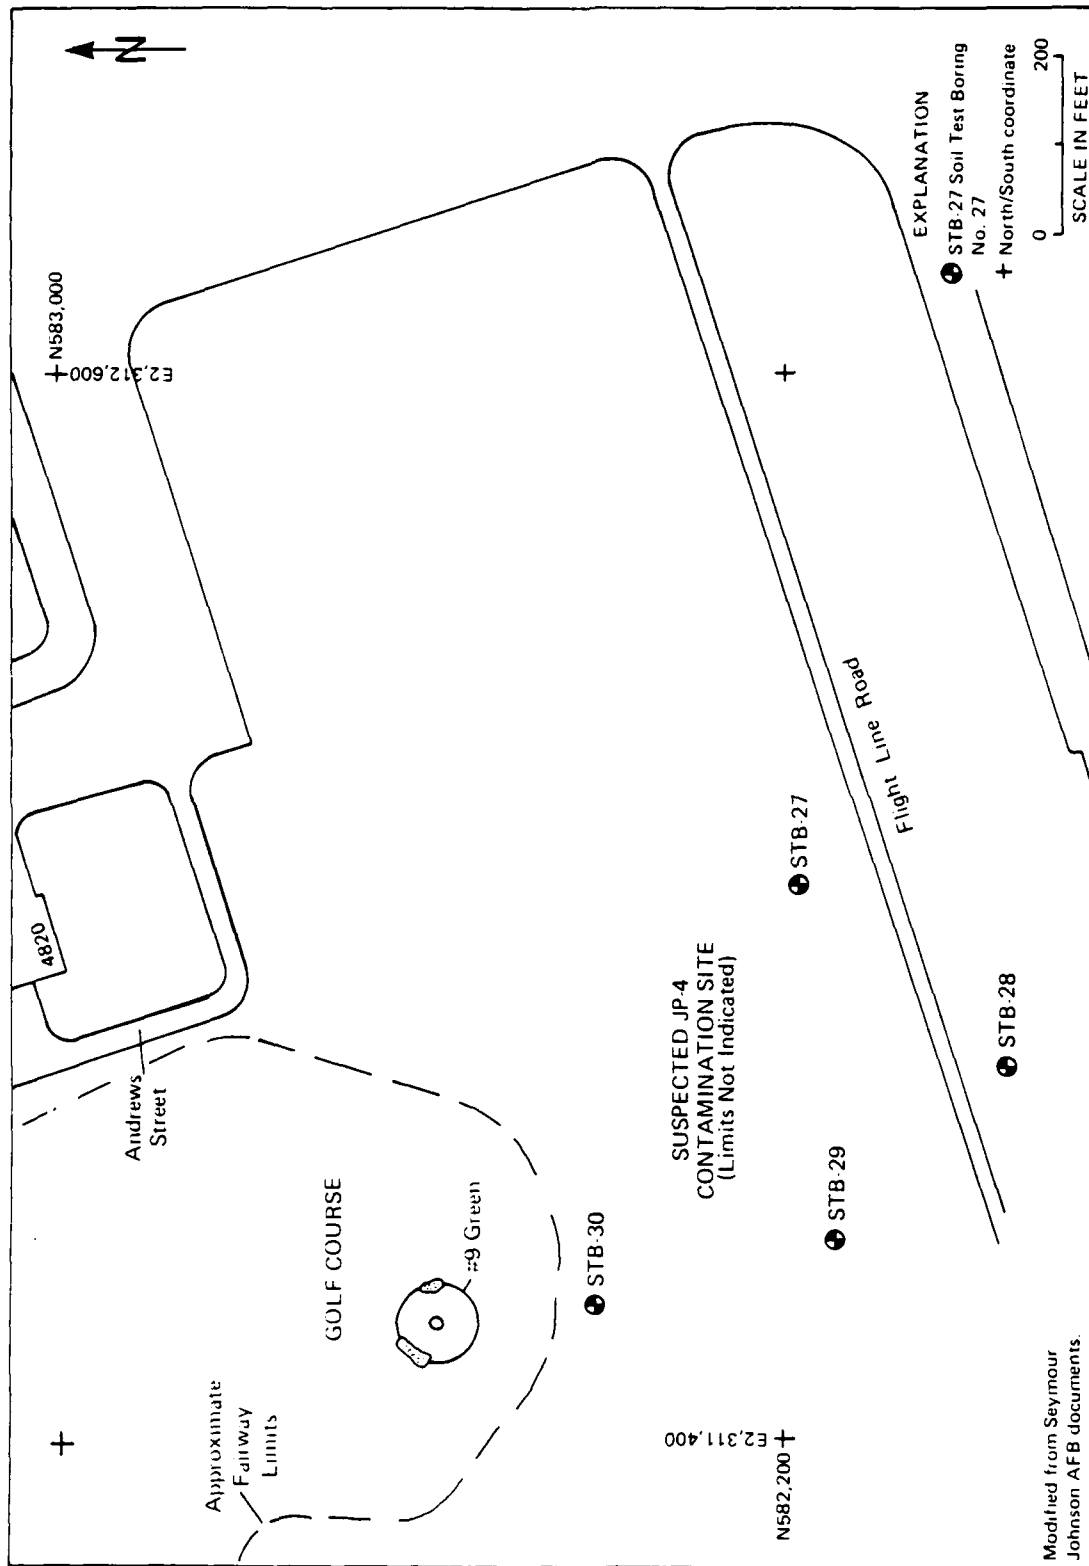 N
N583,000
E2,312,600
4820
Andrews
Street
GOLF COURSE
#9 Green
Approximate
Fairway
Limits
STB-30
SUSPECTED JP-4
CONTAMINATION SITE
(Limits Not Indicated)
STB-27
STB-29
STB-28
Flight Line Road
E2,311,400
N582,200
EXPLANATION
STB-27 Soil Test Boring
No. 27
North/South coordinate
0 200
SCALE IN FEET
Modified from Seymour
Johnson AFB documents.